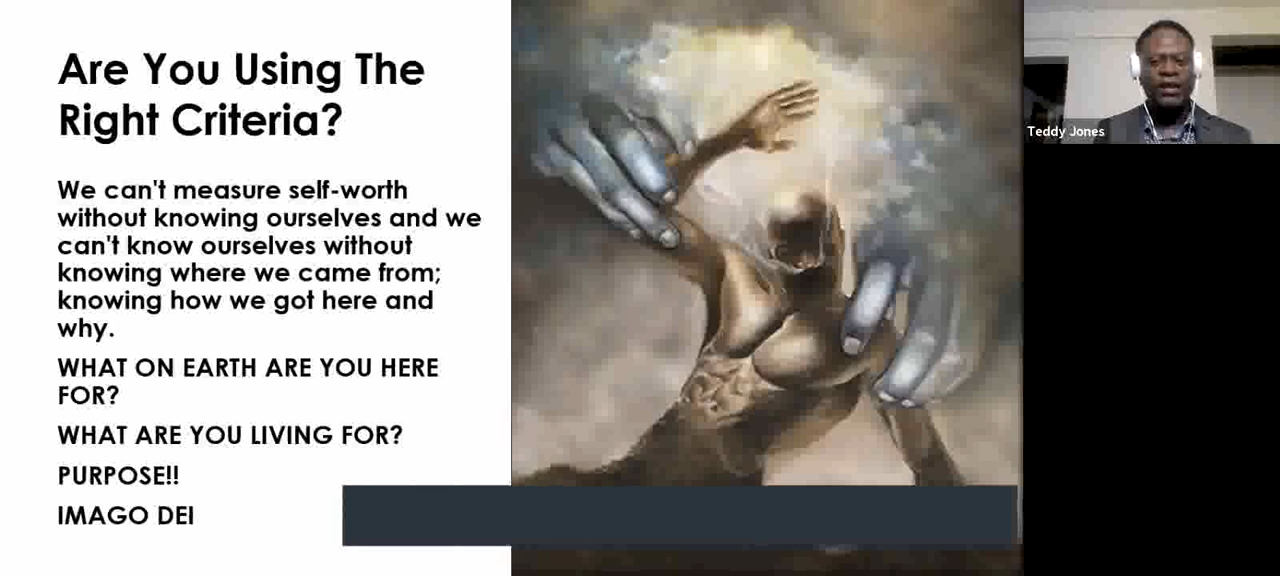 Are You Using The
Right Criteria?
We can't measure self-worth
without knowing ourselves and we
can't know ourselves without
knowing where we came from;
knowing how we got here and
why.
WHAT ON EARTH ARE YOU HERE
FOR?
WHAT ARE YOU LIVING FOR?
PURPOSE!!
IMAGO DEI
Teddy Jones